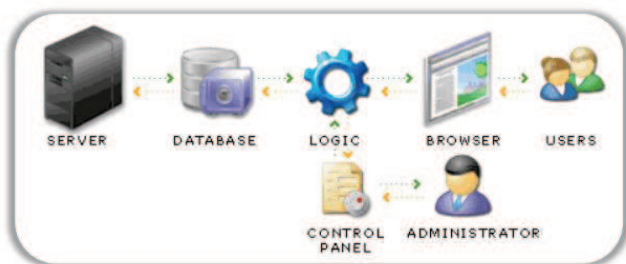 SERVER
DATABASE
LOGIC
BROWSER
USERS
CONTROL
PANEL
ADMINISTRATOR